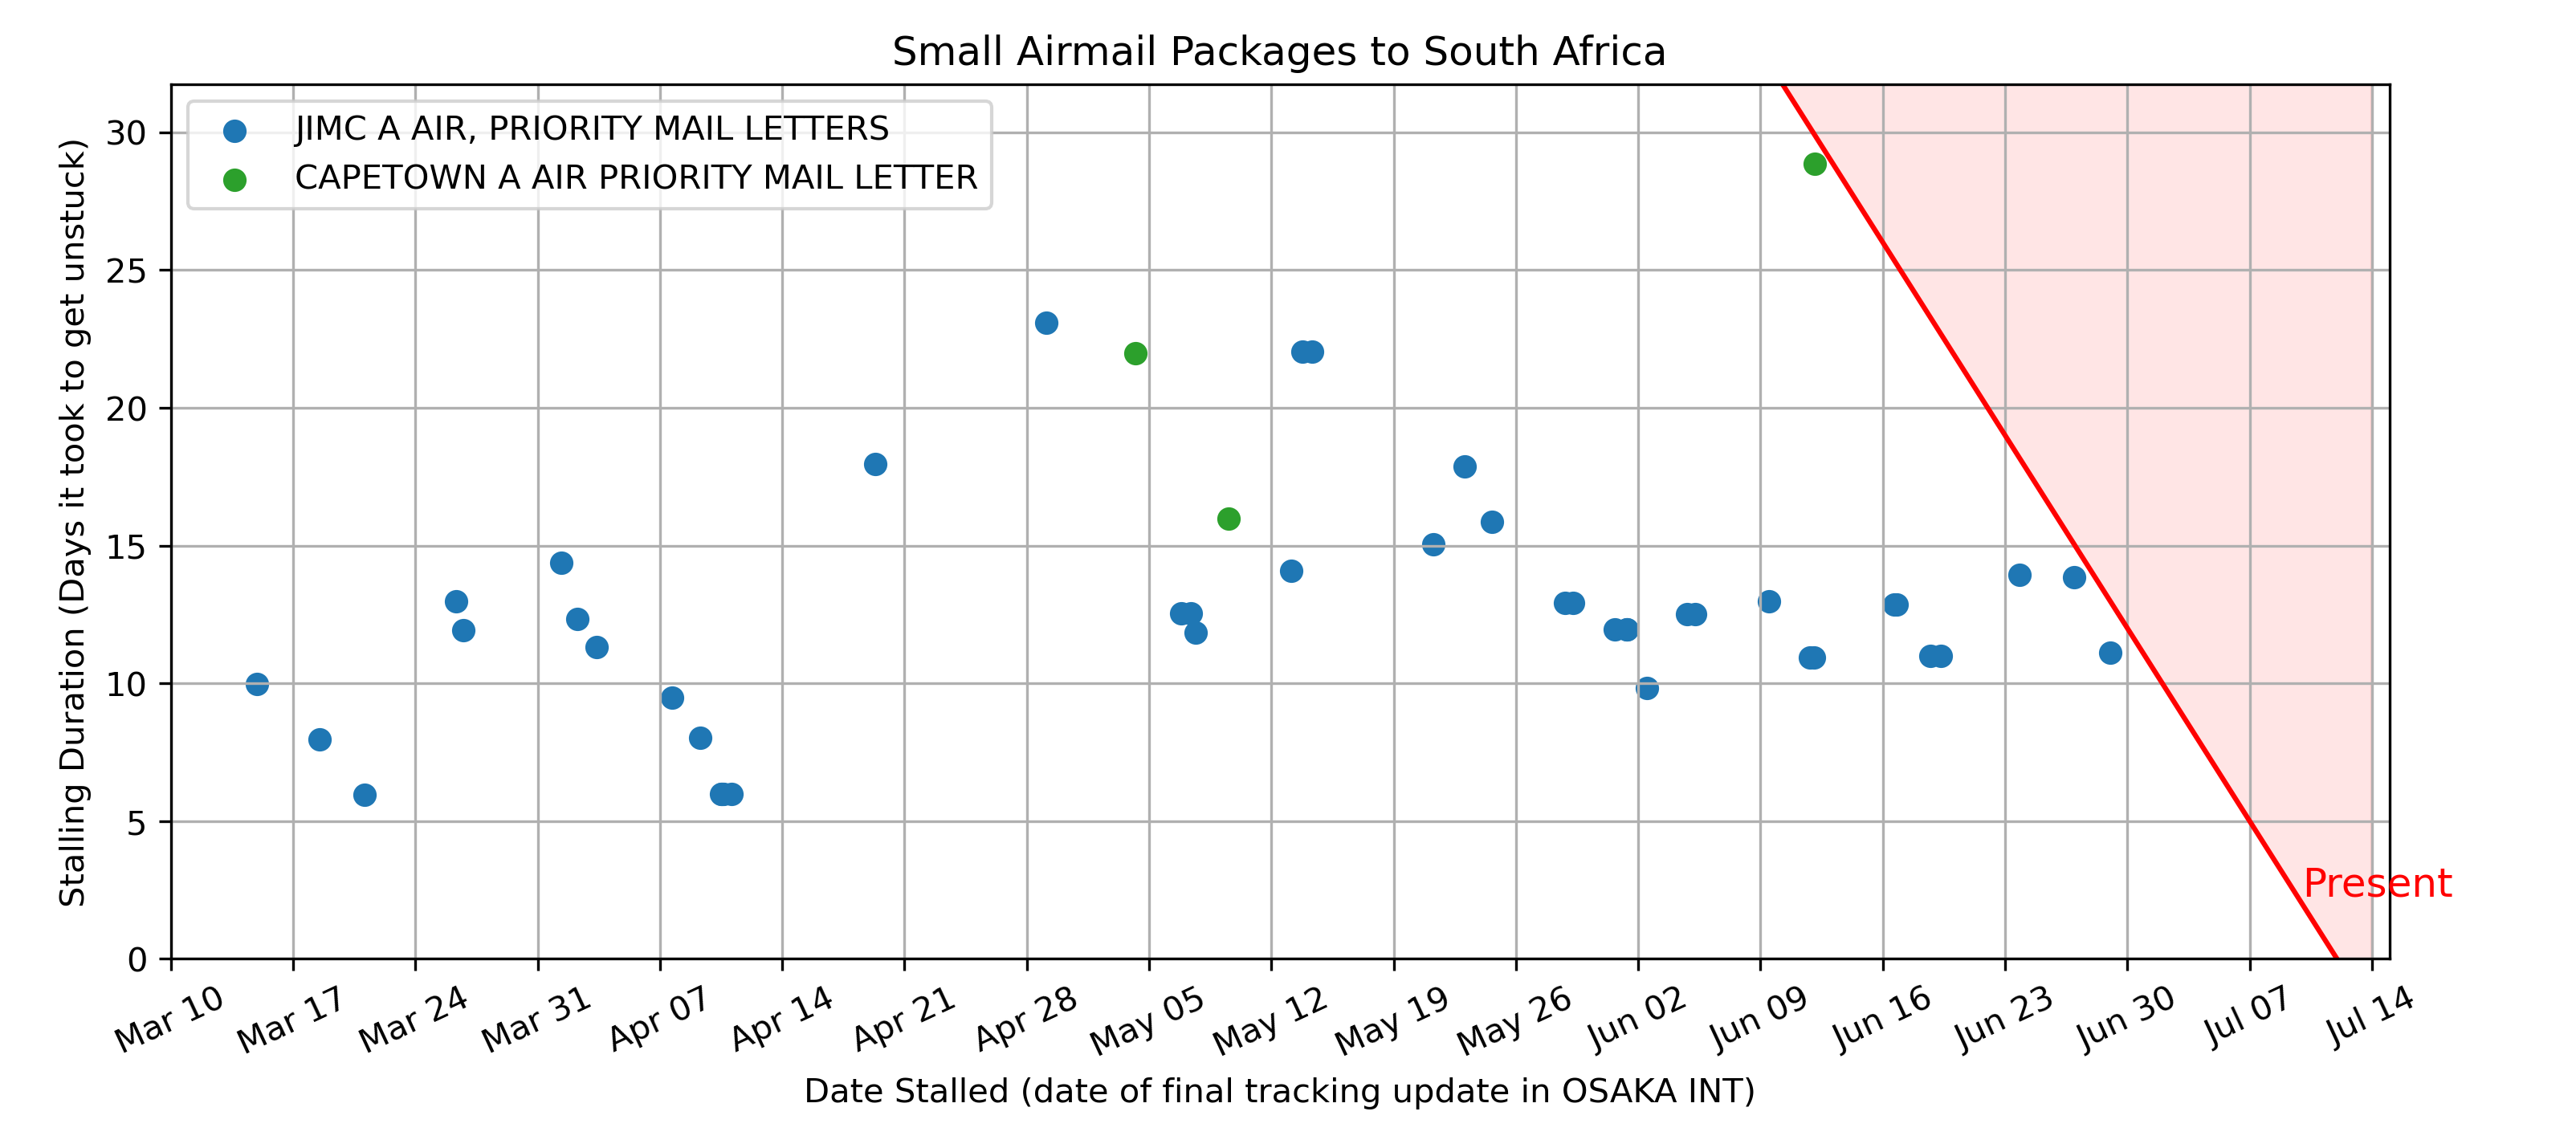 Small Airmail Packages to South Africa
JIMC A AIR, PRIORITY MAIL LETTERS
CAPETOWN A AIR PRIORITY MAIL LETTER
Stalling Duration (Days it took to get unstuck)
30
25
20
15
10
5
0
Present
Mar 10
Mar 17
Mar 24
Mar 31
Apr 07
Apr 14
Apr 21
Apr 28
May 05
May 12
May 19
May 26
Jun 02
Jun 09
Jun 16
Jun 23
Jun 30
Jul 07
Jul 14
Date Stalled (date of final tracking update in OSAKA INT)